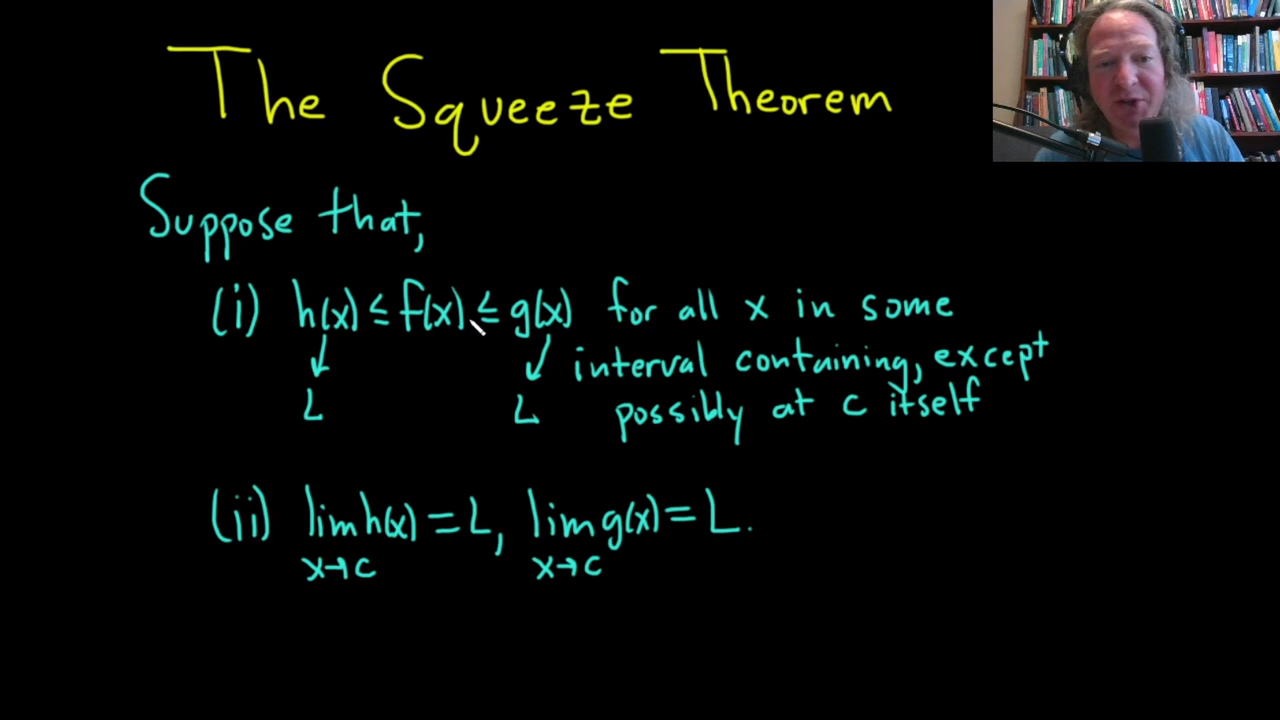 The Squeeze Theorem
Suppose that,
(i) h(x) ≤ f(x) ≤ g(x) for all x in some
↓ ↓ interval containing, except
L L possibly at c itself
(ii) lim h(x) = L, lim g(x) = L.
x→c x→c